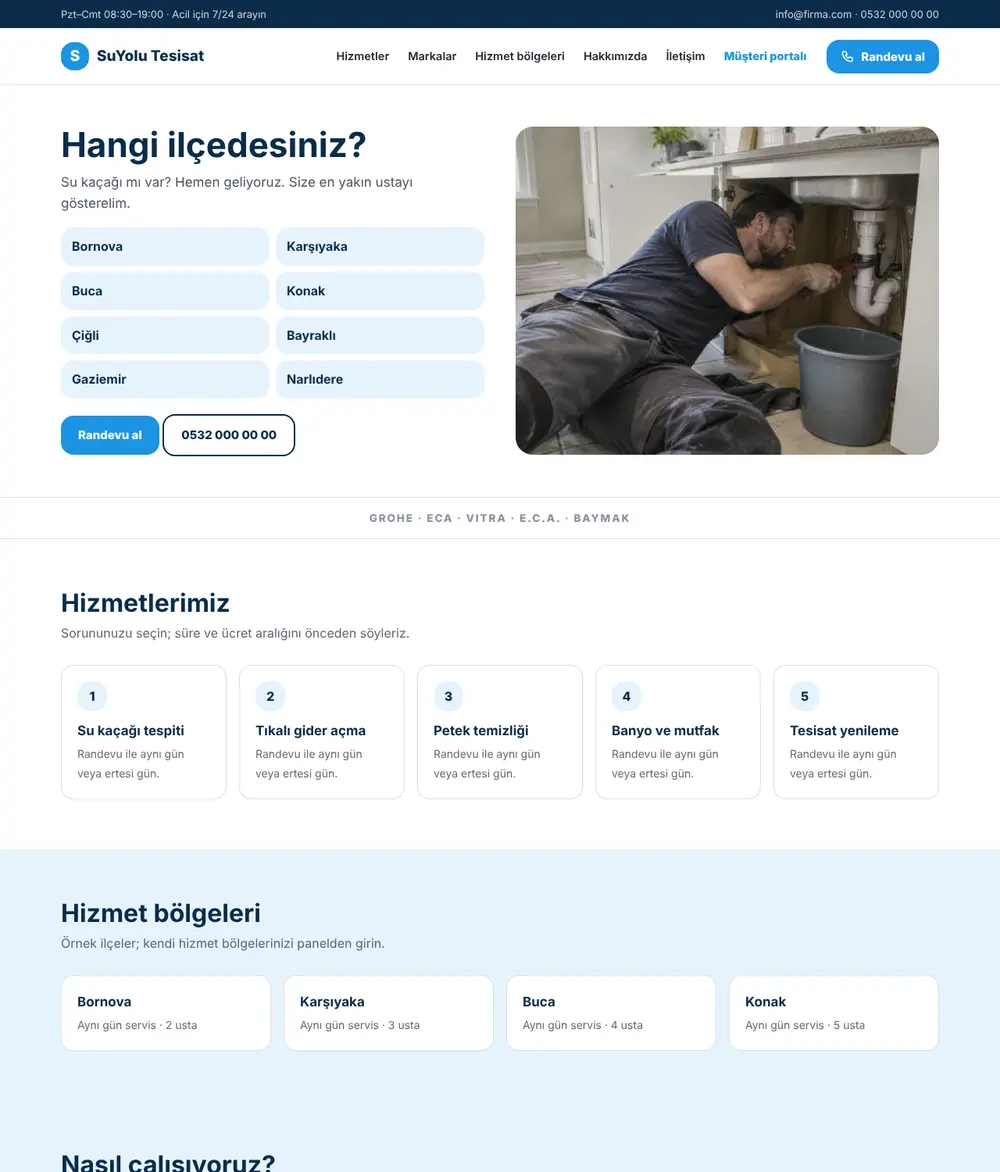 Pzt–Cmt 08:30–19:00 · Acil için 7/24 arayın
info@firma.com · 0532 000 00 00
S SuYolu Tesisat
Hizmetler Markalar Hizmet bölgeleri Hakkımızda İletişim Müşteri portalı Randevu al
Hangi ilçedesiniz?
Su kaçağı mı var? Hemen geliyoruz. Size en yakın ustayı
gösterelim.
Bornova
Karşıyaka
Buca
Konak
Çiğli
Bayraklı
Gaziemir
Narlıdere
Randevu al
0532 000 00 00
GROHE · ECA · VITRA · E.C.A. · BAYMAK
Hizmetlerimiz
Sorununuzu seçin; süre ve ücret aralığını önceden söyleriz.
1
Su kaçağı tespiti
Randevu ile aynı gün
veya ertesi gün.
2
Tıkalı gider açma
Randevu ile aynı gün
veya ertesi gün.
3
Petek temizliği
Randevu ile aynı gün
veya ertesi gün.
4
Banyo ve mutfak
Randevu ile aynı gün
veya ertesi gün.
5
Tesisat yenileme
Randevu ile aynı gün
veya ertesi gün.
Hizmet bölgeleri
Örnek ilçeler; kendi hizmet bölgelerinizi panelden girin.
Bornova
Aynı gün servis · 2 usta
Karşıyaka
Aynı gün servis · 3 usta
Buca
Aynı gün servis · 4 usta
Konak
Aynı gün servis · 5 usta
Nasıl çalışıyoruz?